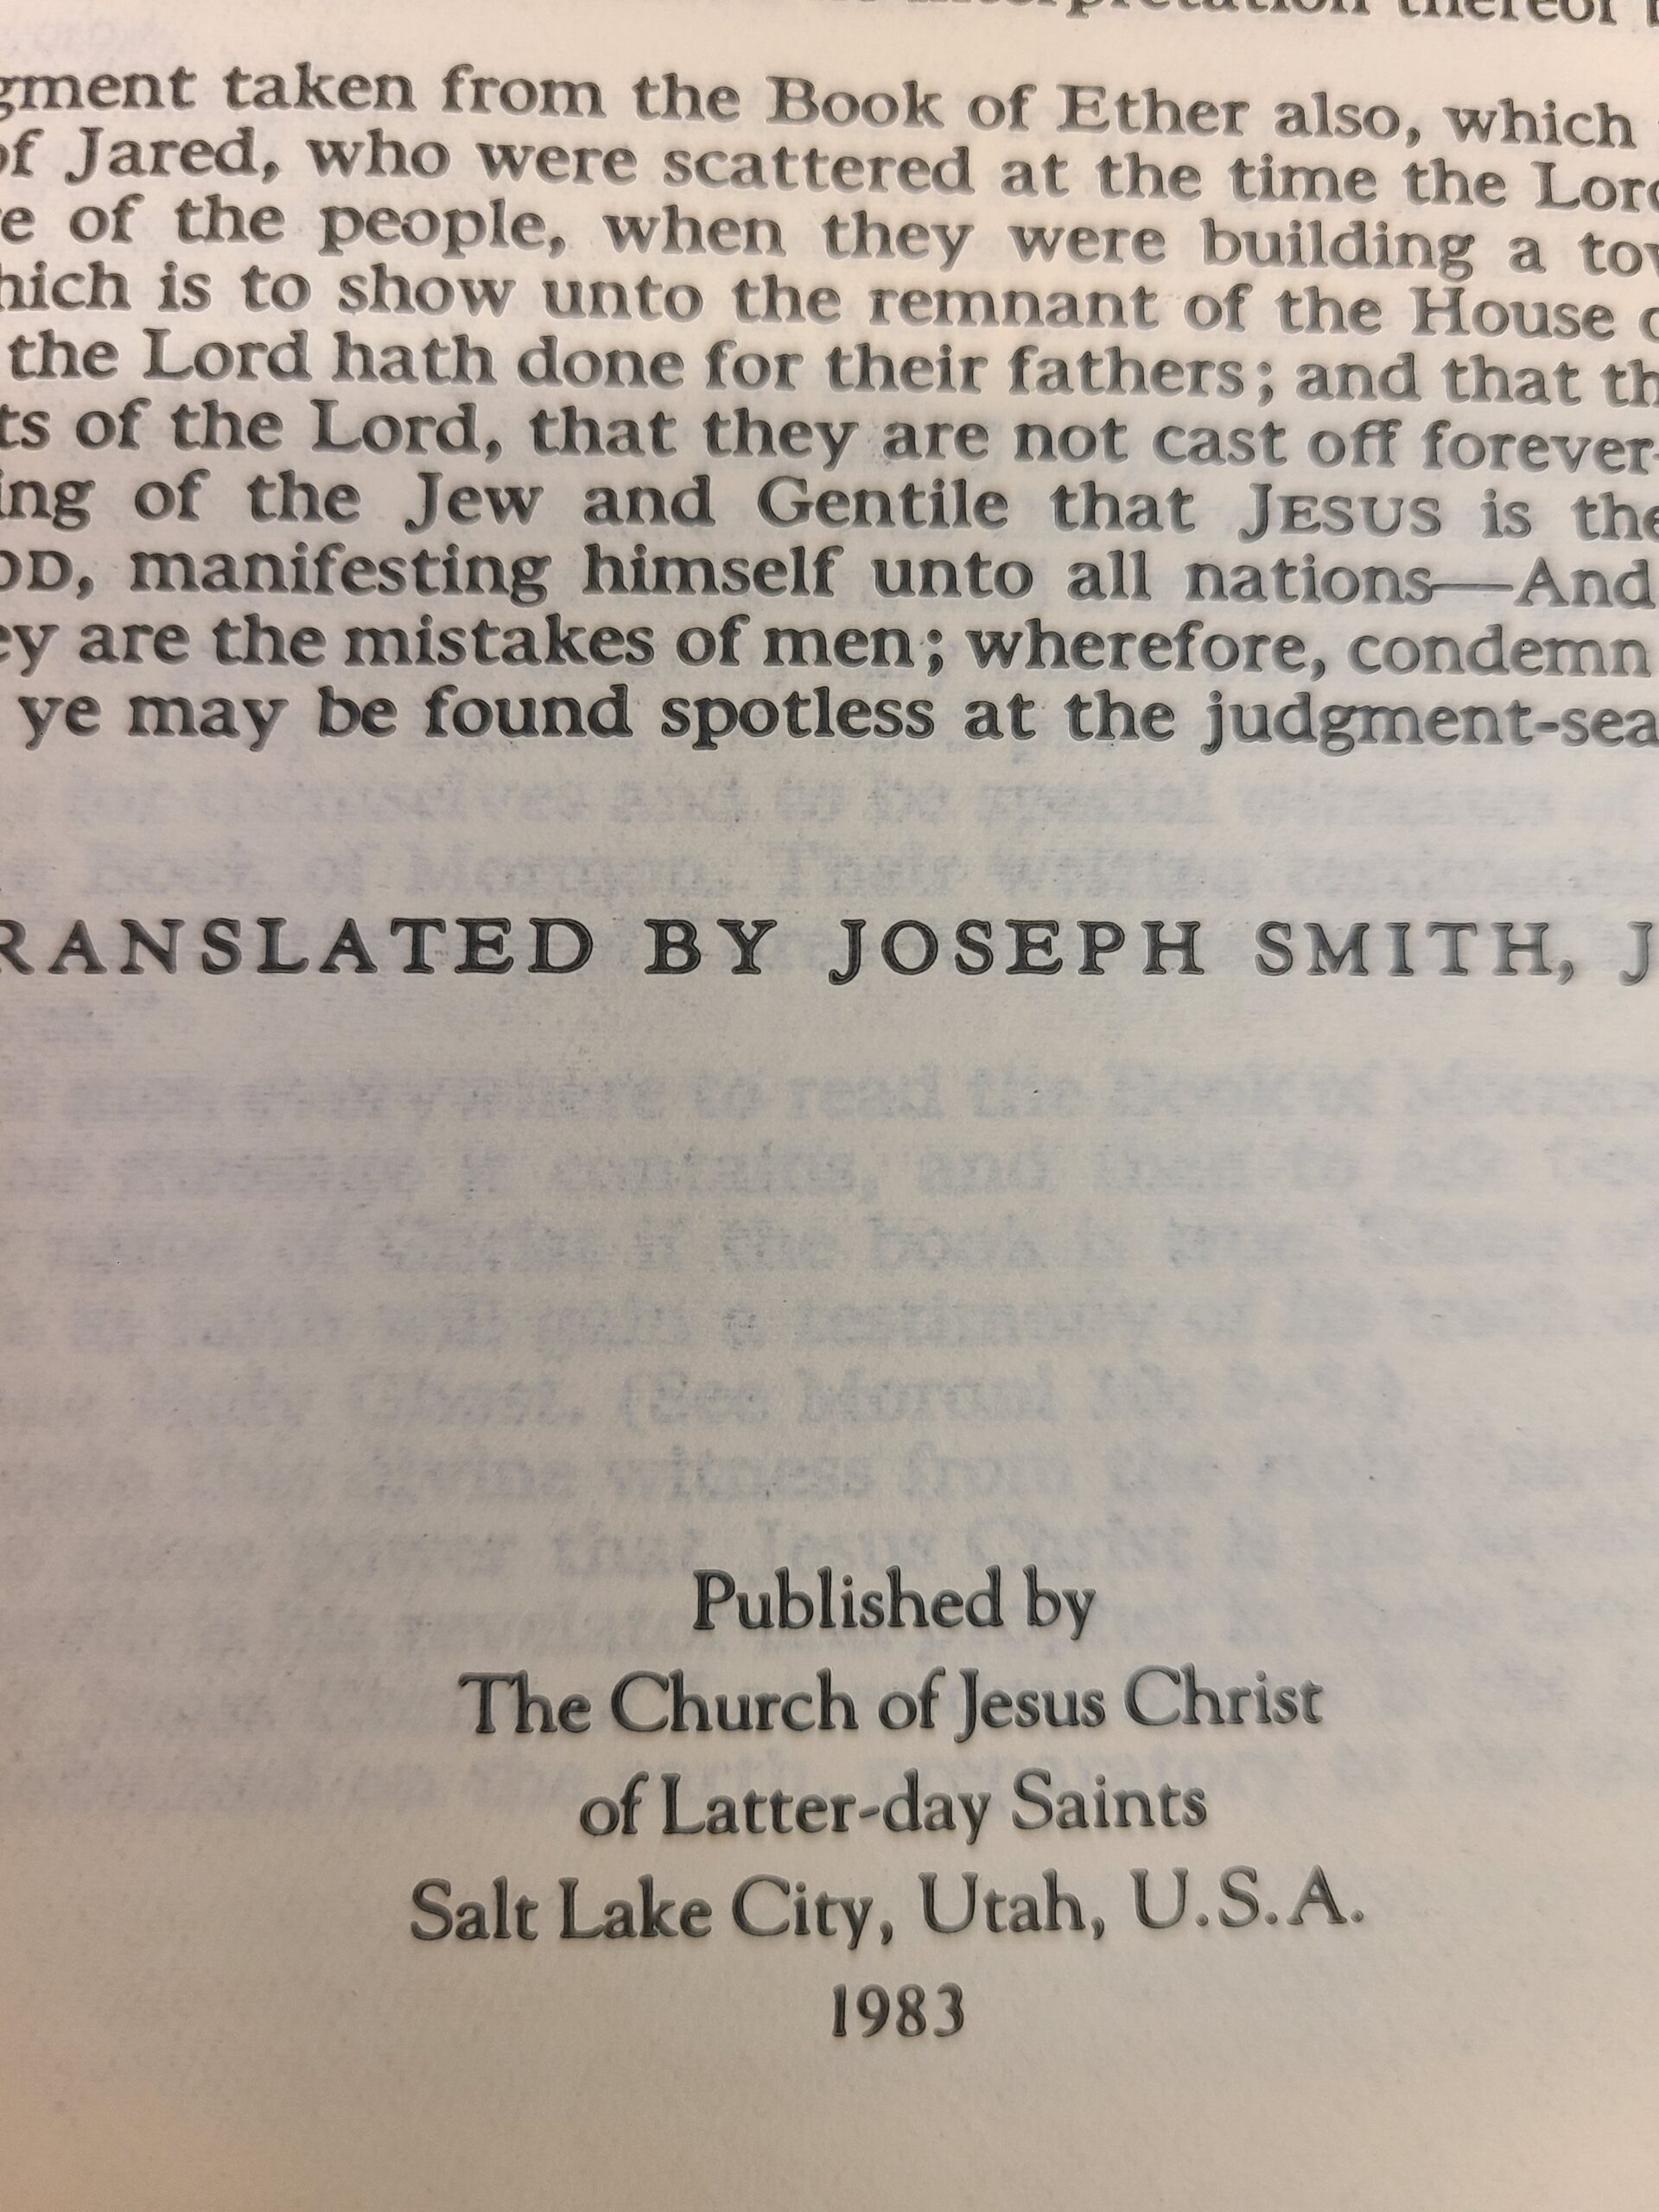 interpretation thereof
gment taken from the Book of Ether also, which
of Jared, who were scattered at the time the Lord
e of the people, when they were building a tow
hich is to show unto the remnant of the House
the Lord hath done for their fathers; and that th
ts of the Lord, that they are not cast off forever-
ing of the Jew and Gentile that JESUS is the
OD, manifesting himself unto all nations—And
ey are the mistakes of men; wherefore, condemn
ye may be found spotless at the judgment-sea
RANSLATED BY JOSEPH SMITH, J
Published by
The Church of Jesus Christ
of Latter-day Saints
Salt Lake City, Utah, U.S.A.
1983